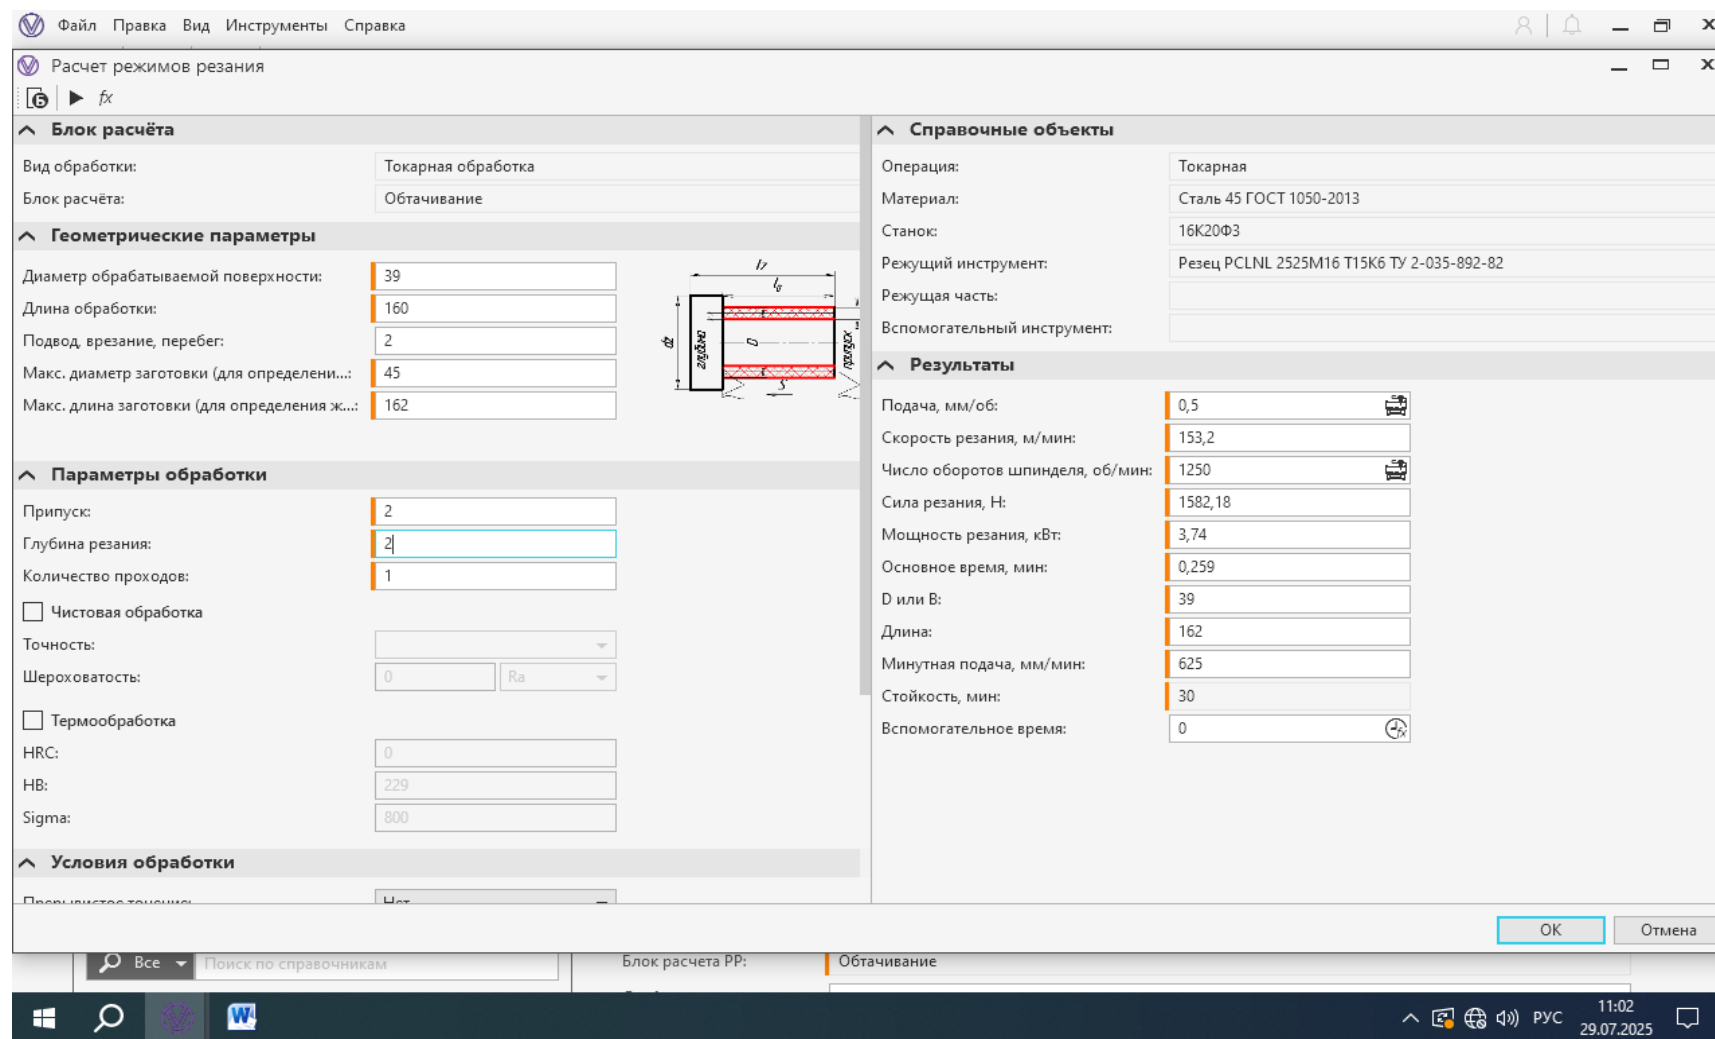 Файл Правка Вид Инструменты Справка
Расчет режимов резания
fx
Блок расчёта
Вид обработки: Токарная обработка
Блок расчёта: Обтачивание
Геометрические параметры
Диаметр обрабатываемой поверхности: 39
Длина обработки: 160
Подвод, врезание, перебег: 2
Макс. диаметр заготовки (для определени...: 45
Макс. длина заготовки (для определения ж...: 162
глубина
D
припуск
S
Параметры обработки
Припуск: 2
Глубина резания: 2
Количество проходов: 1
Чистовая обработка
Точность:
Шероховатость: 0 Ra
Термообработка
HRC: 0
HB: 229
Sigma: 800
Условия обработки
Прерывистое точение: Нет
Справочные объекты
Операция: Токарная
Материал: Сталь 45 ГОСТ 1050-2013
Станок: 16К20Ф3
Режущий инструмент: Резец PCLNL 2525M16 Т15К6 ТУ 2-035-892-82
Режущая часть:
Вспомогательный инструмент:
Результаты
Подача, мм/об: 0,5
Скорость резания, м/мин: 153,2
Число оборотов шпинделя, об/мин: 1250
Сила резания, Н: 1582,18
Мощность резания, кВт: 3,74
Основное время, мин: 0,259
D или B: 39
Длина: 162
Минутная подача, мм/мин: 625
Стойкость, мин: 30
Вспомогательное время: 0
ОК Отмена
Все Поиск по справочникам
Блок расчета РР: Обтачивание
РУС
11:02
29.07.2025